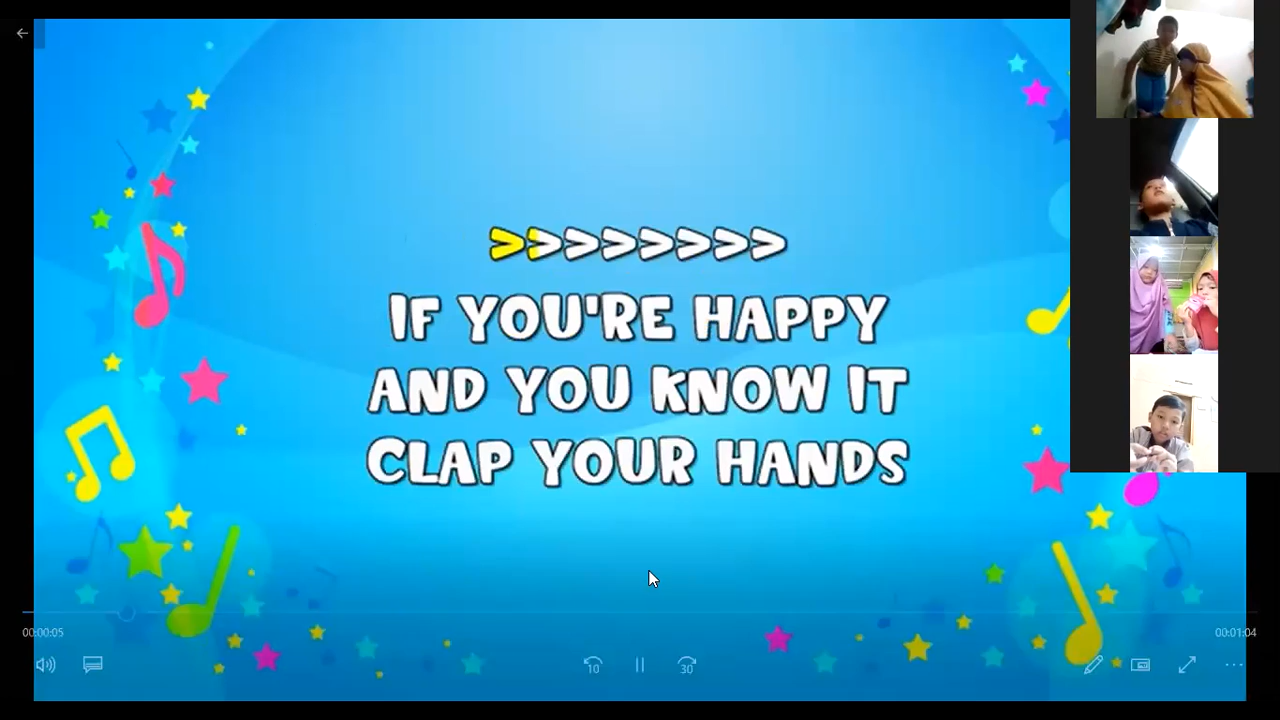 >>>>>>>>
IF YOU'RE HAPPY
AND YOU KNOW IT
CLAP YOUR HANDS
00:00:05
00:01:04
10
30